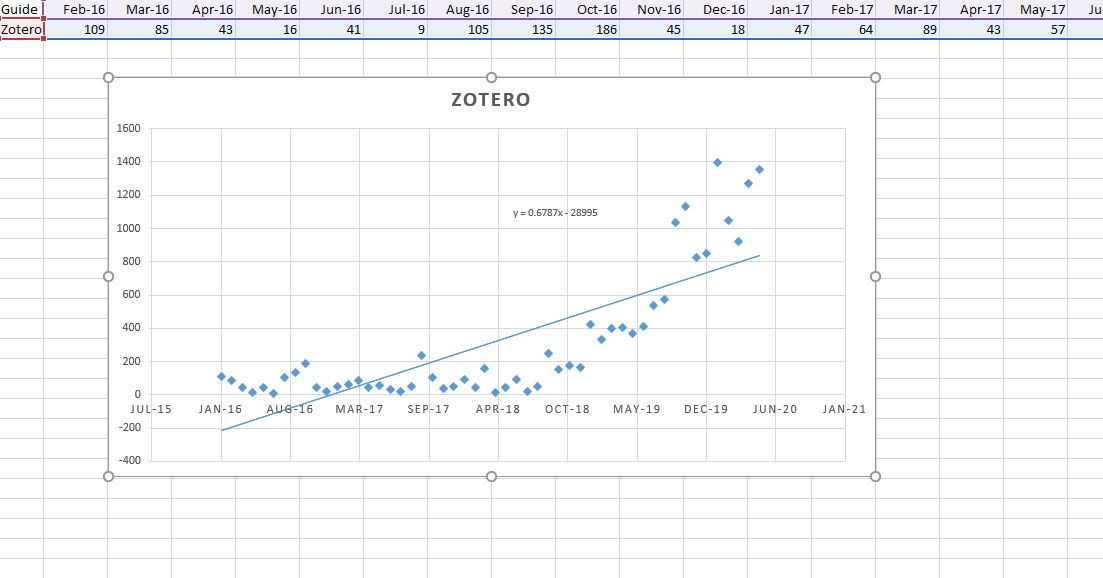 Guide Feb-16 Mar-16 Apr-16 May-16 Jun-16 Jul-16 Aug-16 Sep-16 Oct-16 Nov-16 Dec-16 Jan-17 Feb-17 Mar-17 Apr-17 May-17 Ju
Zotero 109 85 43 16 41 9 105 135 186 45 18 47 64 89 43 57
ZOTERO
1600
1400
1200
y = 0.6787x - 28995
1000
800
600
400
200
0
JUL-15 JAN-16 AUG-16 MAR-17 SEP-17 APR-18 OCT-18 MAY-19 DEC-19 JUN-20 JAN-21
-200
-400